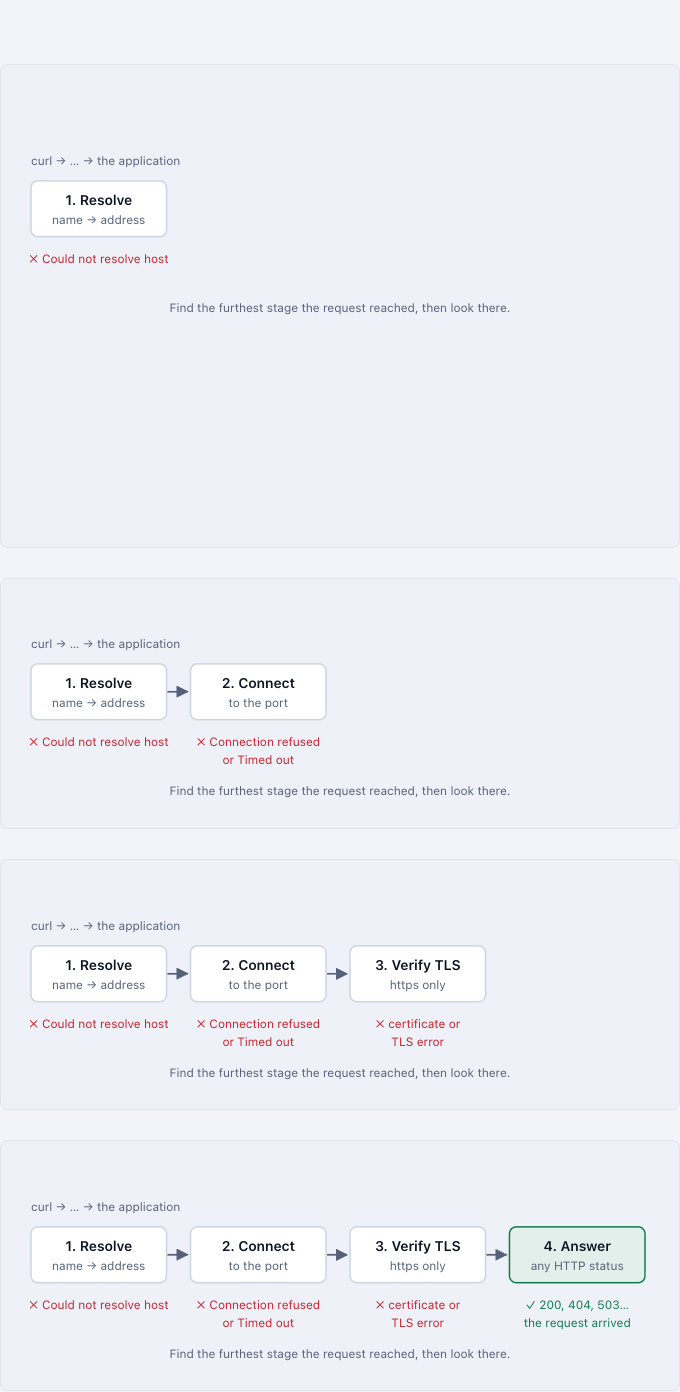 curl → ... → the application
1. Resolve
name → address
✕ Could not resolve host
Find the furthest stage the request reached, then look there.
curl → ... → the application
1. Resolve
name → address
2. Connect
to the port
✕ Could not resolve host
✕ Connection refused
or Timed out
Find the furthest stage the request reached, then look there.
curl → ... → the application
1. Resolve
name → address
2. Connect
to the port
3. Verify TLS
https only
✕ Could not resolve host
✕ Connection refused
or Timed out
✕ certificate or
TLS error
Find the furthest stage the request reached, then look there.
curl → ... → the application
1. Resolve
name → address
2. Connect
to the port
3. Verify TLS
https only
4. Answer
any HTTP status
✕ Could not resolve host
✕ Connection refused
or Timed out
✕ certificate or
TLS error
✓ 200, 404, 503...
the request arrived
Find the furthest stage the request reached, then look there.